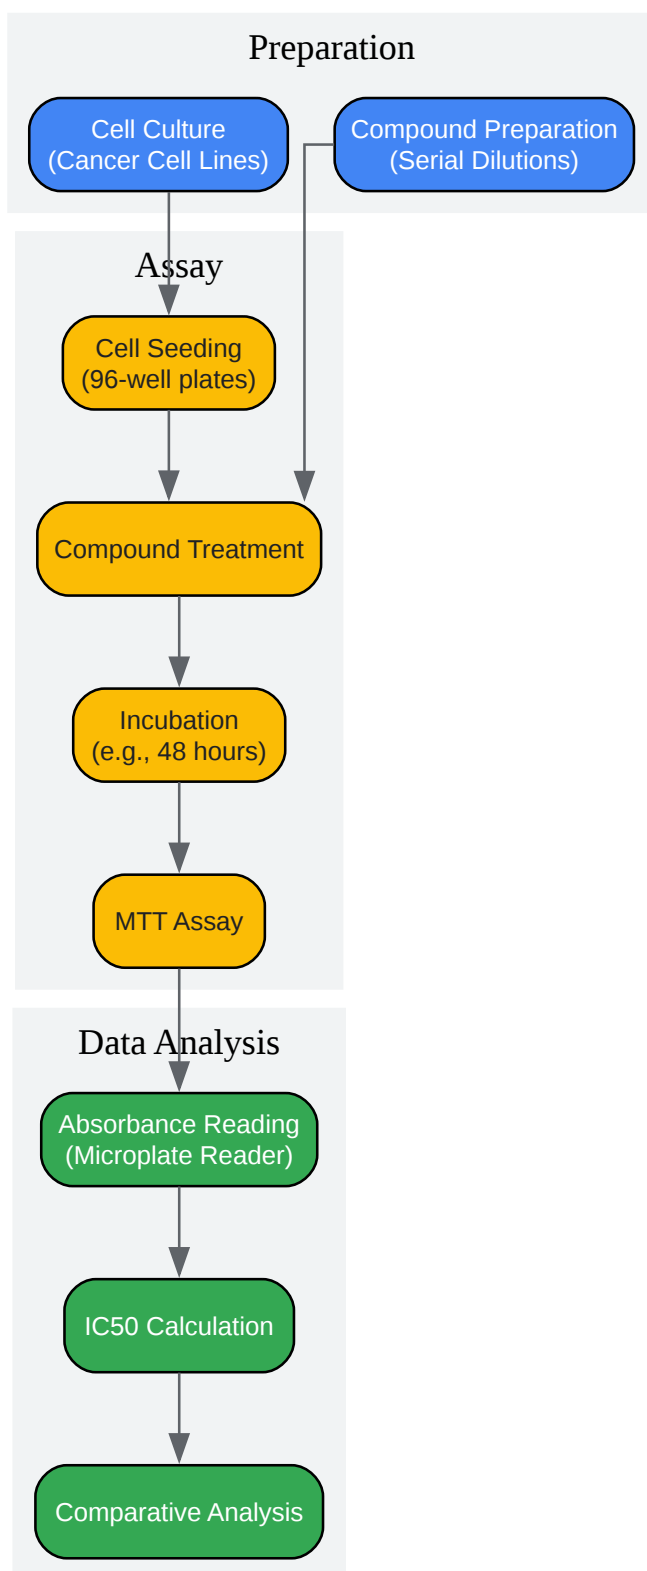 Preparation
Cell Culture
(Cancer Cell Lines)
Compound Preparation
(Serial Dilutions)
Assay
Cell Seeding
(96-well plates)
Compound Treatment
Incubation
(e.g., 48 hours)
MTT Assay
Data Analysis
Absorbance Reading
(Microplate Reader)
IC50 Calculation
Comparative Analysis